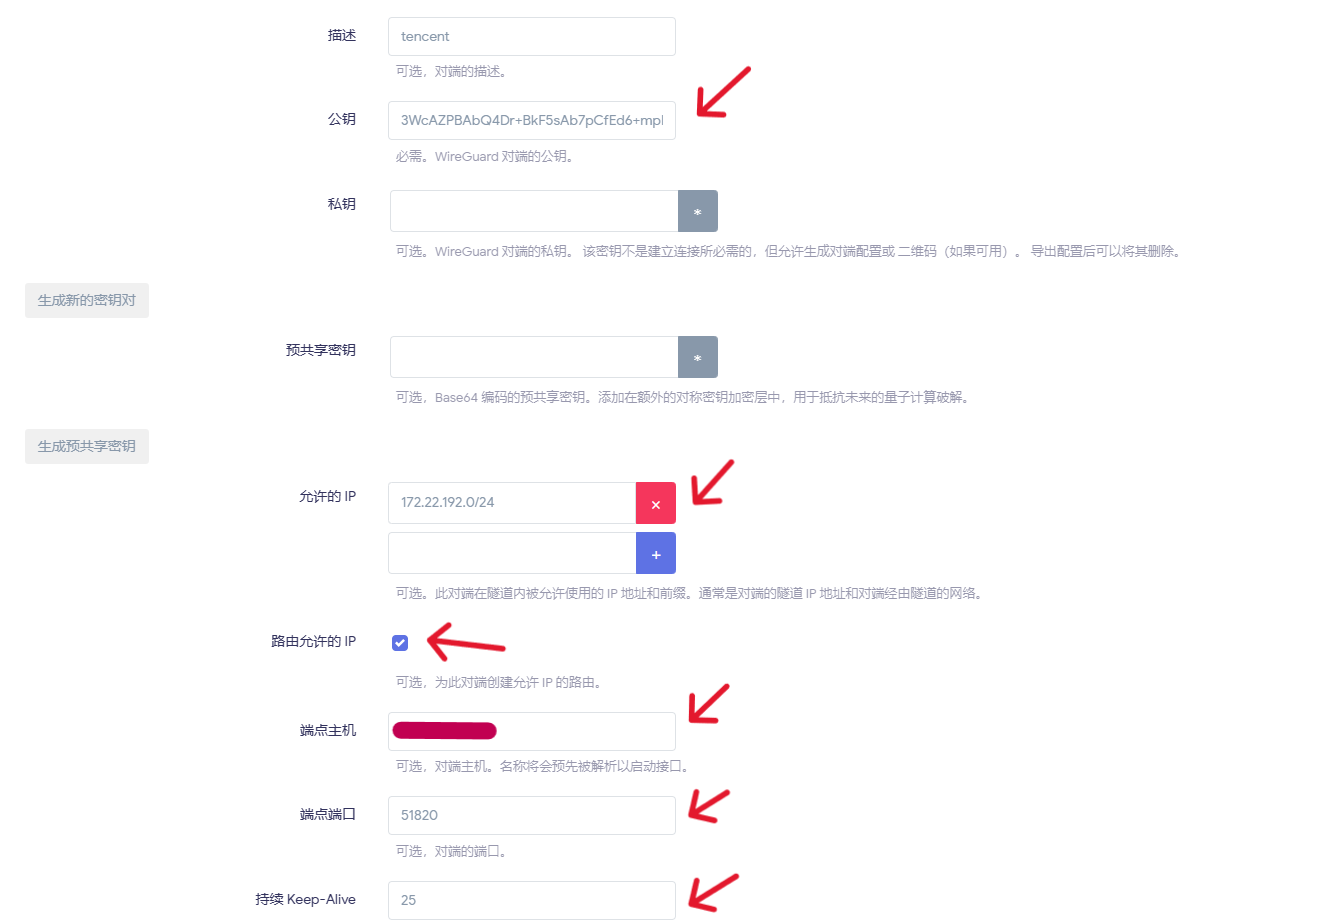 描述
tencent
可选，对端的描述。
公钥
3WcAZPBAbQ4Dr+BkF5sAb7pCfEd6+mpl
必需。WireGuard 对端的公钥。
私钥
*
可选。WireGuard 对端的私钥。 该密钥不是建立连接所必需的，但允许生成对端配置或 二维码（如果可用）。 导出配置后可以将其删除。
生成新的密钥对
预共享密钥
*
可选，Base64 编码的预共享密钥。添加在额外的对称密钥加密层中，用于抵抗未来的量子计算破解。
生成预共享密钥
允许的 IP
172.22.192.0/24
×
+
可选。此对端在隧道内被允许使用的 IP 地址和前缀。通常是对端的隧道 IP 地址和对端经由隧道的网络。
路由允许的 IP
可选，为此对端创建允许 IP 的路由。
端点主机
可选，对端主机。名称将会预先被解析以启动接口。
端点端口
51820
可选，对端的端口。
持续 Keep-Alive
25